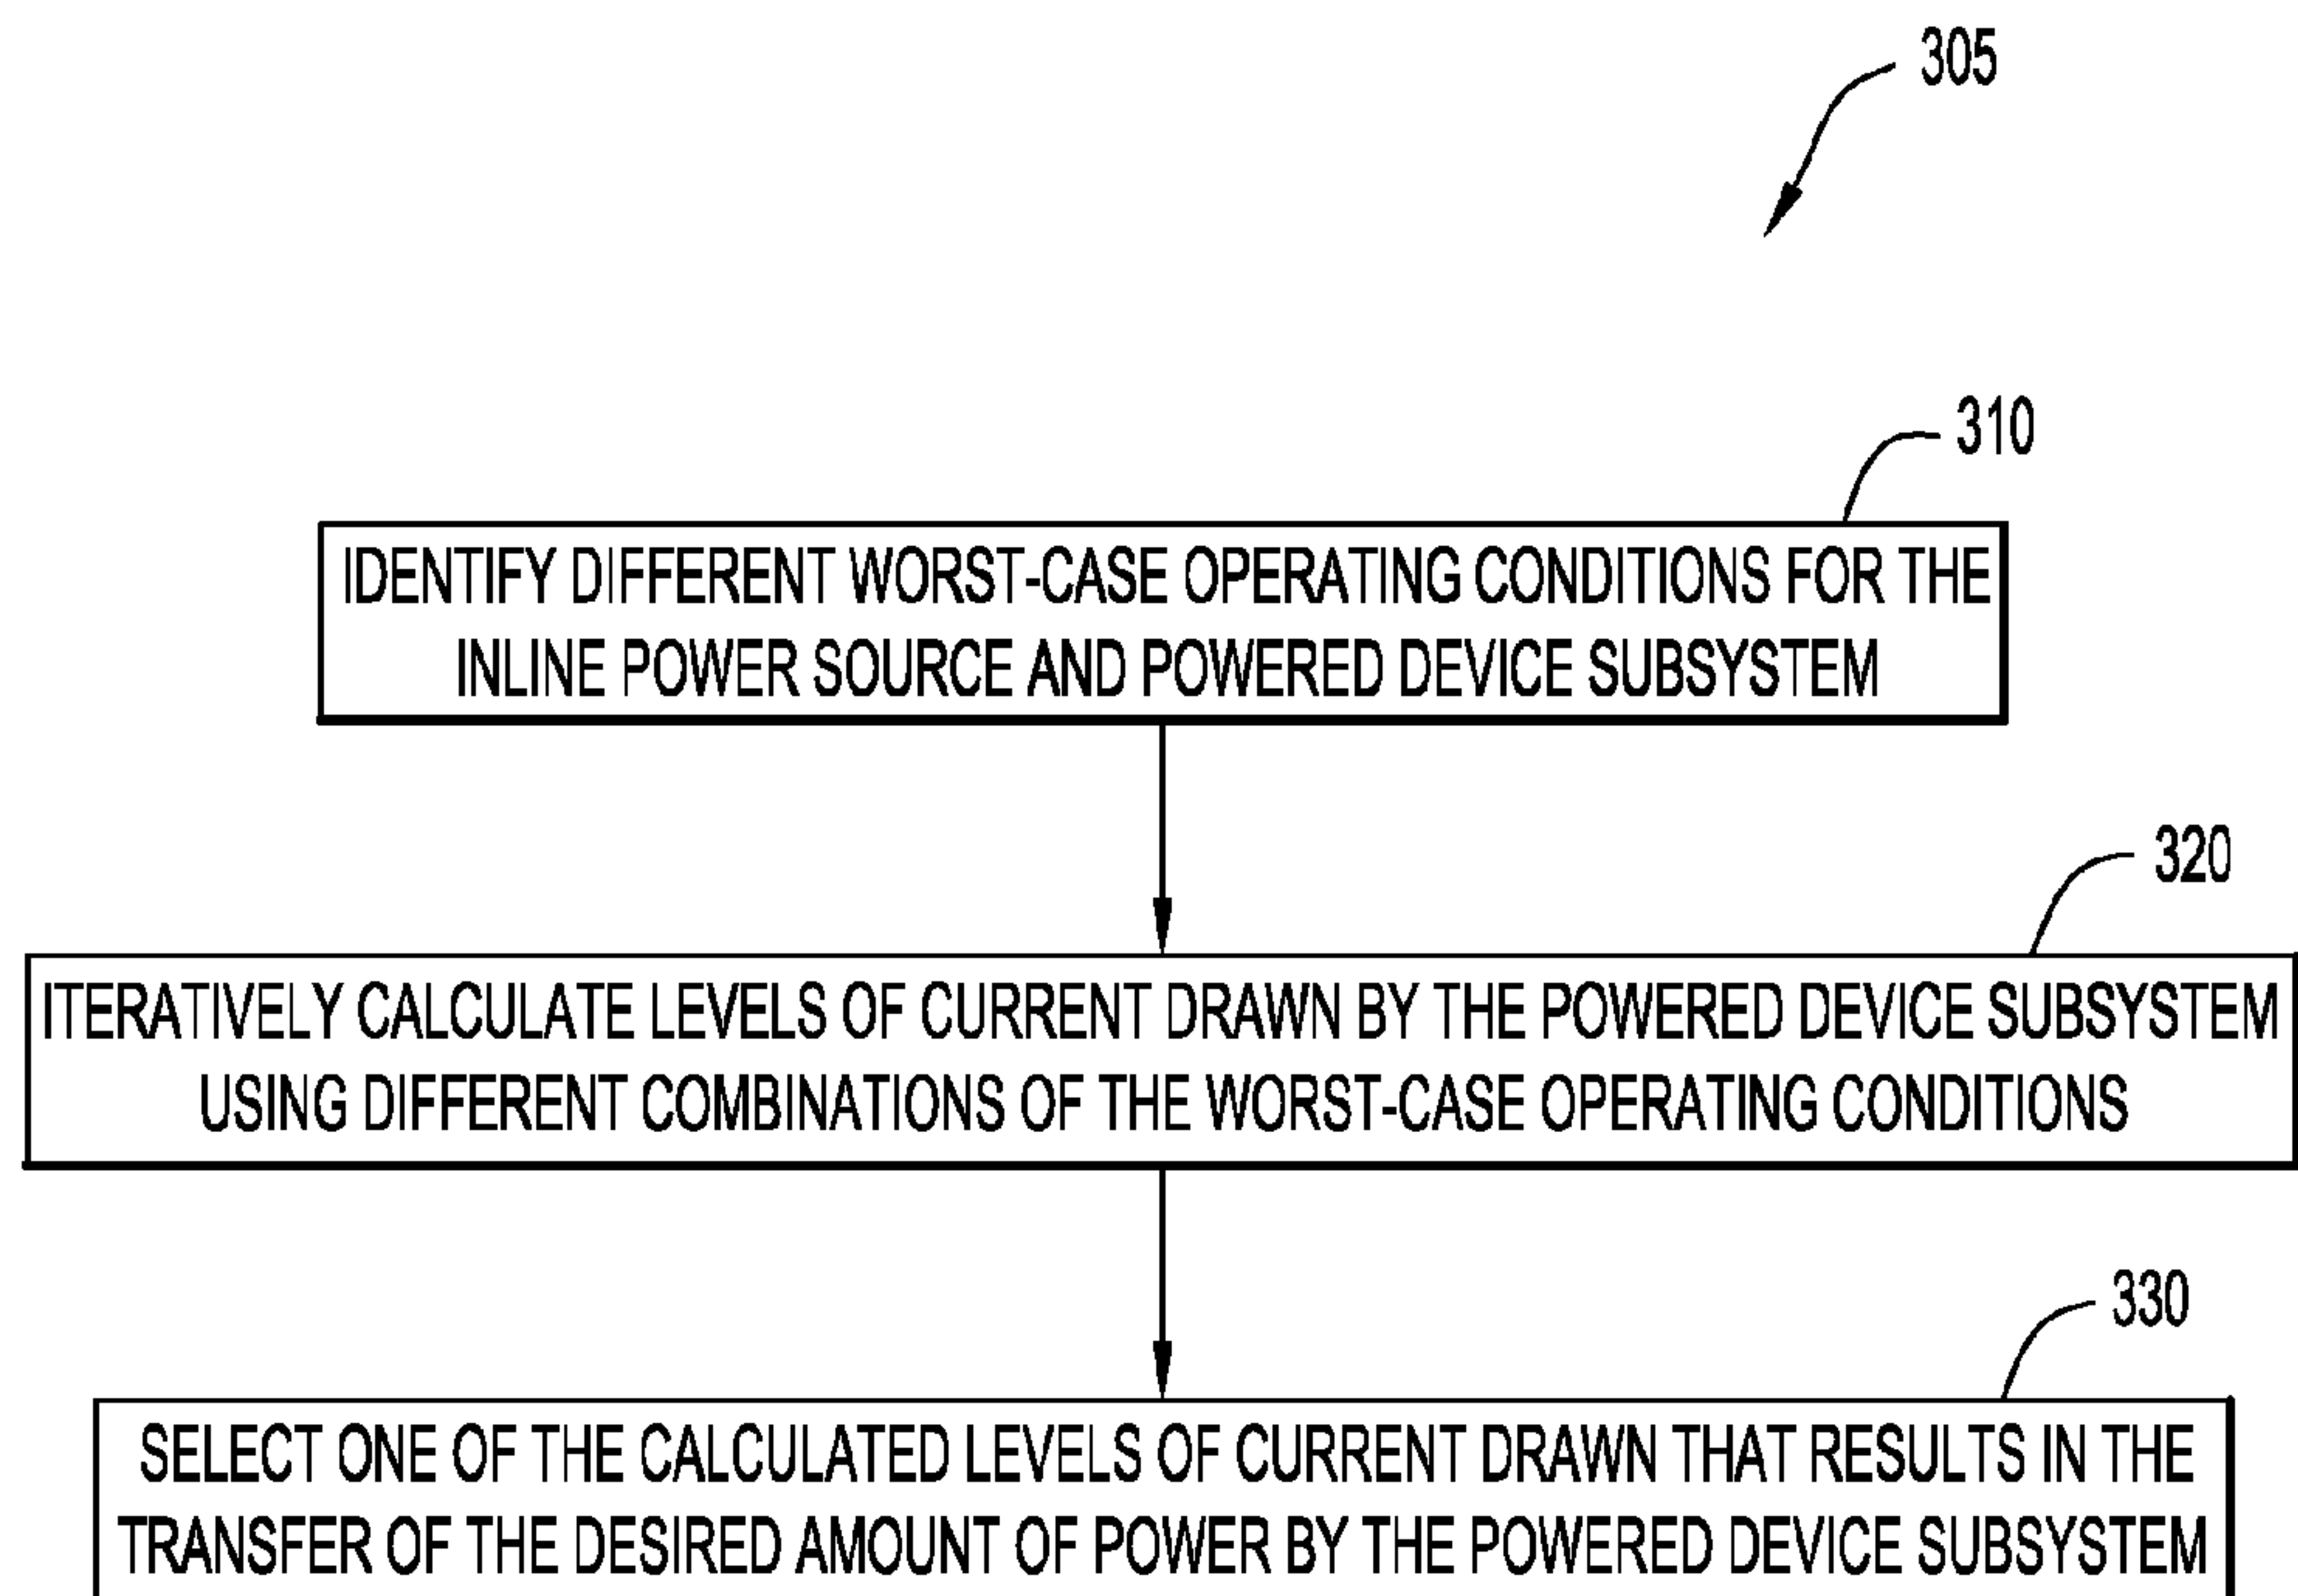 305
310
IDENTIFY DIFFERENT WORST-CASE OPERATING CONDITIONS FOR THE
INLINE POWER SOURCE AND POWERED DEVICE SUBSYSTEM
320
ITERATIVELY CALCULATE LEVELS OF CURRENT DRAWN BY THE POWERED DEVICE SUBSYSTEM
USING DIFFERENT COMBINATIONS OF THE WORST-CASE OPERATING CONDITIONS
330
SELECT ONE OF THE CALCULATED LEVELS OF CURRENT DRAWN THAT RESULTS IN THE
TRANSFER OF THE DESIRED AMOUNT OF POWER BY THE POWERED DEVICE SUBSYSTEM